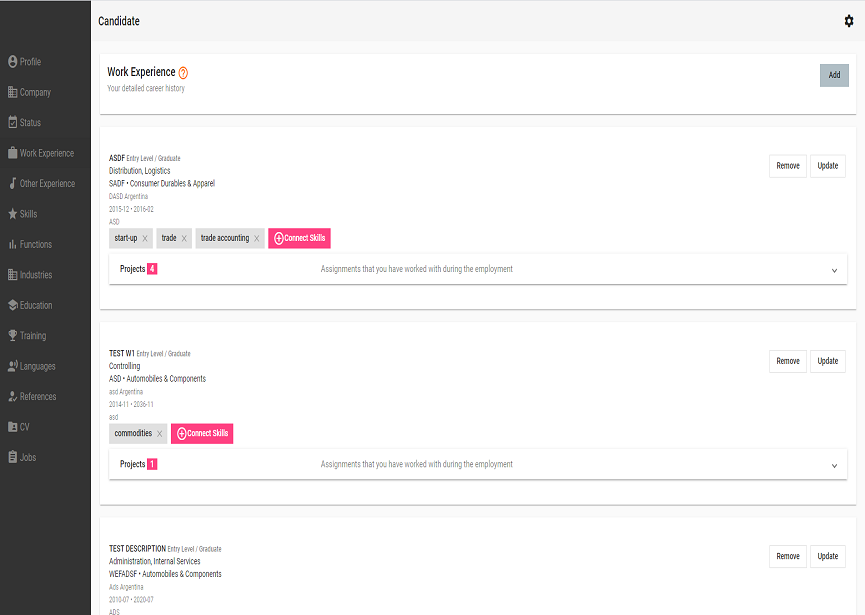 Candidate
Profile
Company
Status
Work Experience
Other Experience
Skills
Functions
Industries
Education
Training
Languages
References
CV
Jobs
Work Experience ?
Your detailed career history
Add
ASDF Entry Level / Graduate
Distribution, Logistics
SADF • Consumer Durables & Apparel
DASD Argentina
2015-12 • 2016-02
ASD
start-up X trade X trade accounting X Connect Skills
Remove Update
Projects 4 Assignments that you have worked with during the employment
TEST W1 Entry Level / Graduate
Controlling
ASD • Automobiles & Components
asd Argentina
2014-11 • 2036-11
asd
commodities X Connect Skills
Remove Update
Projects 1 Assignments that you have worked with during the employment
TEST DESCRIPTION Entry Level / Graduate
Administration, Internal Services
WEFADSF • Automobiles & Components
Ads Argentina
2010-07 • 2020-07
ADS
Remove Update